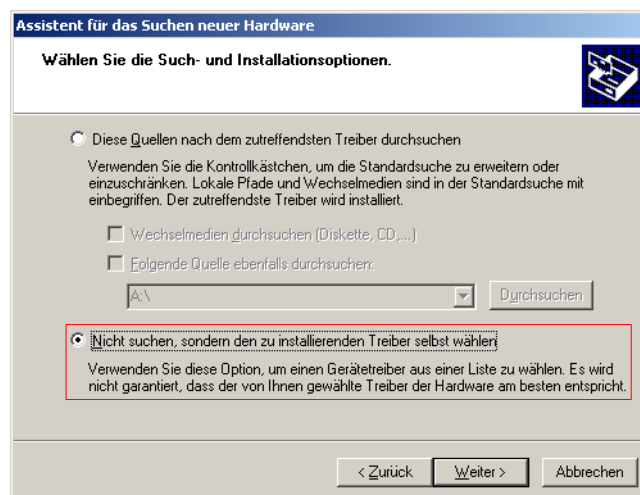 Assistent für das Suchen neuer Hardware
Wählen Sie die Such- und Installationsoptionen.
Diese Quellen nach dem zutreffendsten Treiber durchsuchen
Verwenden Sie die Kontrollkästchen, um die Standardsuche zu erweitern oder
einzuschränken. Lokale Pfade und Wechselmedien sind in der Standardsuche mit
einbegriffen. Der zutreffendste Treiber wird installiert.
Wechselmedien durchsuchen (Diskette, CD,...)
Folgende Quelle ebenfalls durchsuchen:
A:\ Durchsuchen
Nicht suchen, sondern den zu installierenden Treiber selbst wählen
Verwenden Sie diese Option, um einen Gerätetreiber aus einer Liste zu wählen. Es wird
nicht garantiert, dass der von Ihnen gewählte Treiber der Hardware am besten entspricht.
< Zurück Weiter > Abbrechen